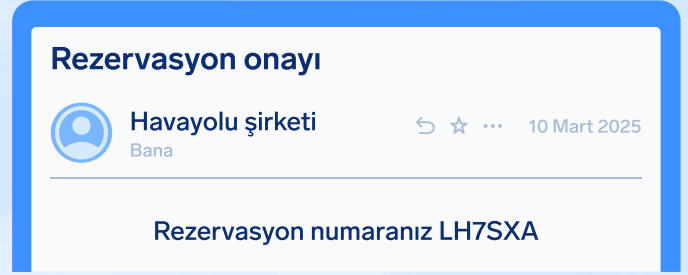 Rezervasyon onayı
Havayolu şirketi
10 Mart 2025
Bana
Rezervasyon numaranız LH7SXA